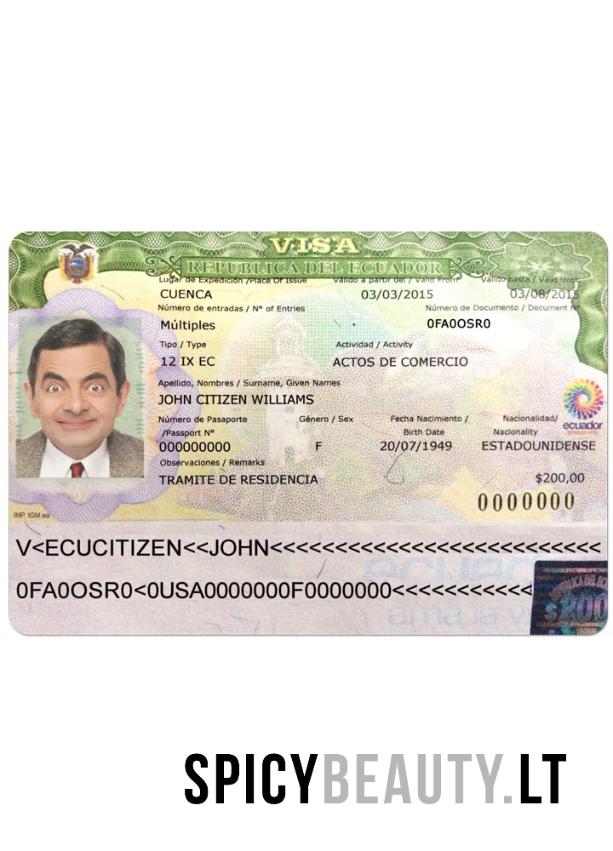 VISA
REPUBLICA DEL ECUADOR
Lugar de Expedición /Place Of Issue Válido a partir del / Valid From Válido hasta / Valid Until
CUENCA 03/03/2015 03/08/2015
Número de entradas / N° of Entries Número de Documento / Document N°
Múltiples 0FA0OSR0
Tipo / Type Actividad / Activity
12 IX EC ACTOS DE COMERCIO
Apellido, Nombres / Surname, Given Names
JOHN CITIZEN WILLIAMS
Número de Pasaporte Género / Sex Fecha Nacimiento / Nacionalidad/
/Passport N° Birth Date Nacionality
000000000 F 20/07/1949 ESTADOUNIDENSE
ecuador
Observaciones / Remarks
TRAMITE DE RESIDENCIA $200,00
0000000
IMP. IGM.ea
V<ECUCITIZEN<<JOHN<<<<<<<<<<<<<<<<<<<<<<<<<<
0FA0OSR0<0USA0000000F0000000<<<<<<<<<<<
ecuador
ama la v
REPUBLICA DEL EC
$200
SPICYBEAUTY.LT